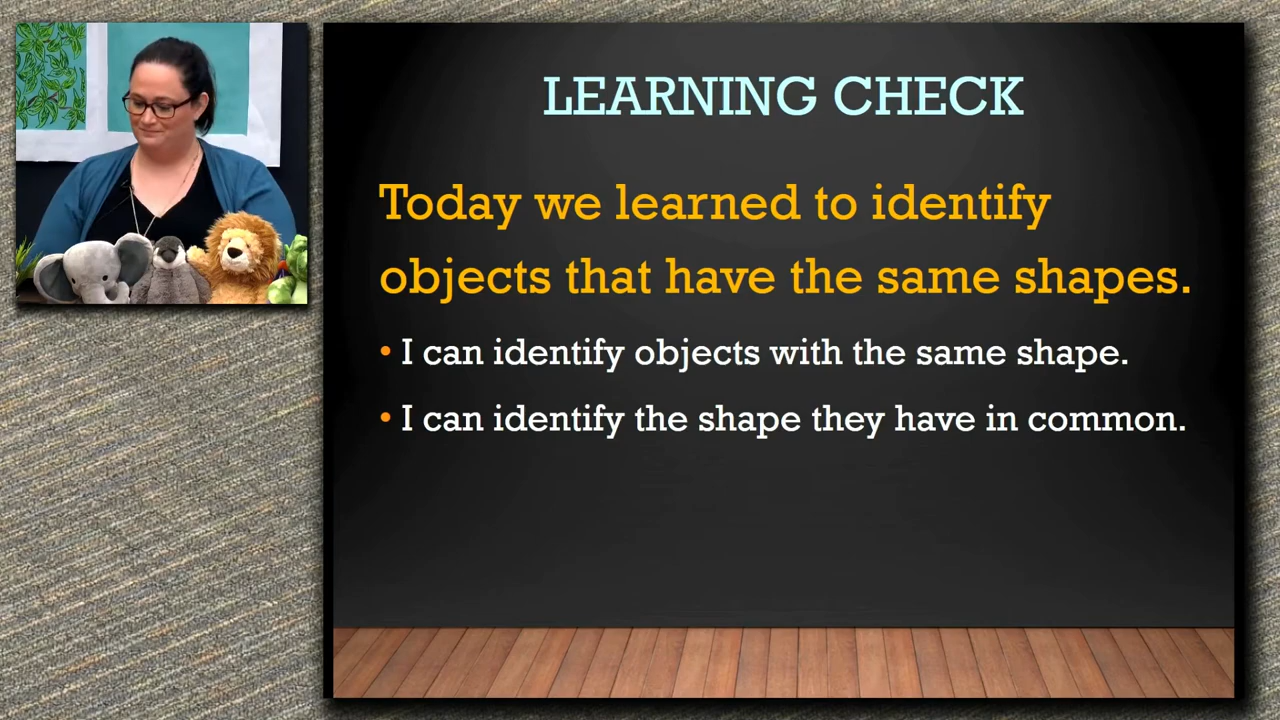 LEARNING CHECK
Today we learned to identify
objects that have the same shapes.
• I can identify objects with the same shape.
• I can identify the shape they have in common.